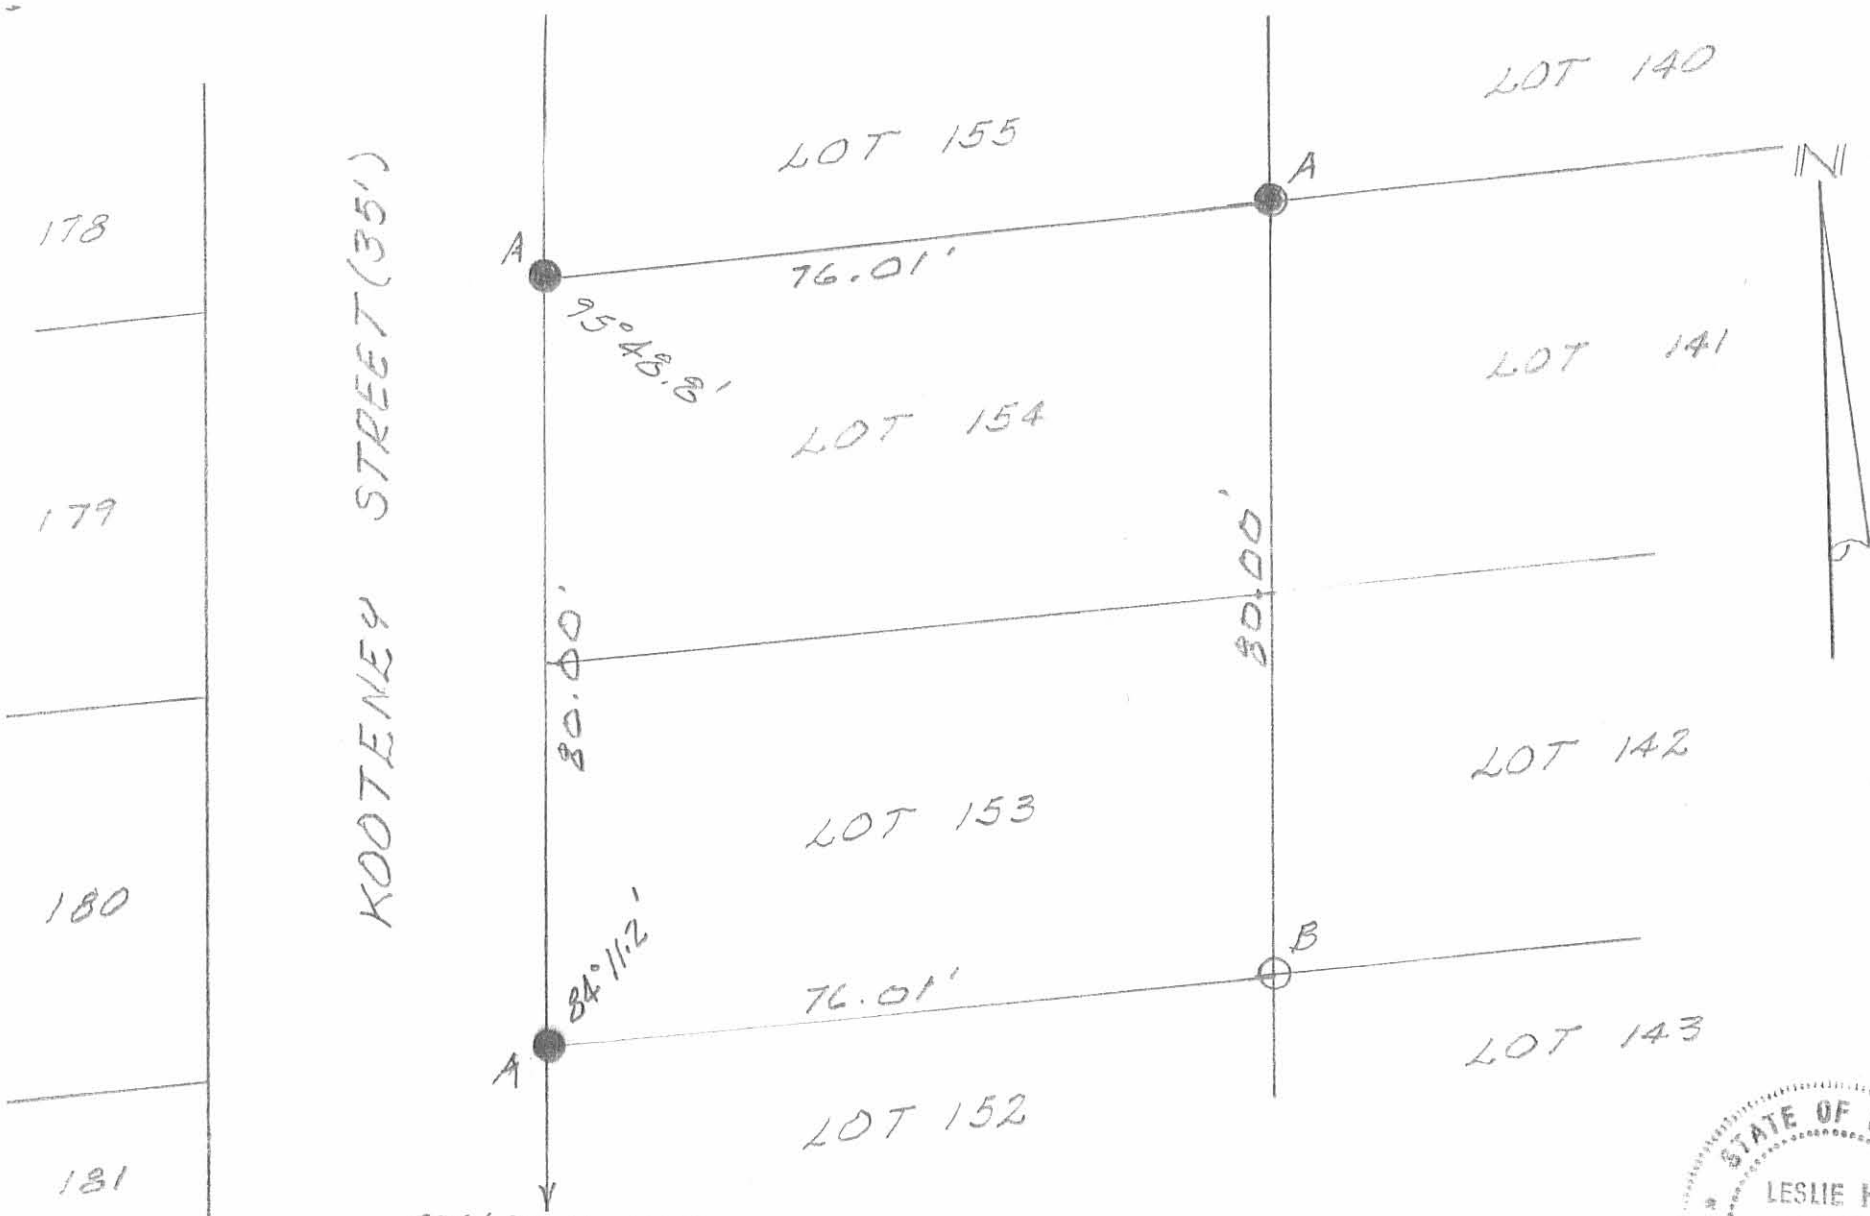 LOT 140
LOT 155
N
A
A
178
76.01'
95°48.8'
LOT 141
LOT 154
KOOTENEY STREET (35')
179
80.00'
80.00'
LOT 142
LOT 153
180
B
84°11.2'
76.01'
A
LOT 143
LOT 152
181
STATE OF
LESLIE H